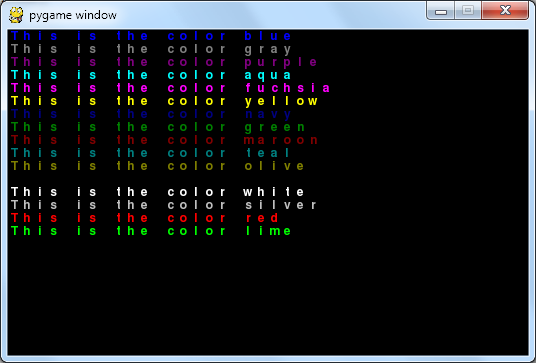 pygame window
This is the color blue
This is the color gray
This is the color purple
This is the color aqua
This is the color fuchsia
This is the color yellow
This is the color navy
This is the color green
This is the color maroon
This is the color teal
This is the color olive
This is the color white
This is the color silver
This is the color red
This is the color lime